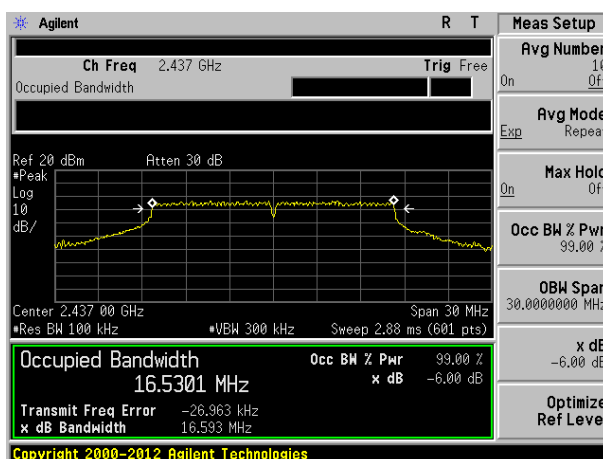 Agilent R T
Ch Freq 2.437 GHz Trig Free
Occupied Bandwidth
Ref 20 dBm Atten 30 dB
#Peak
Log
10
dB/
Center 2.437 00 GHz Span 30 MHz
#Res BW 100 kHz #VBW 300 kHz Sweep 2.88 ms (601 pts)
Occupied Bandwidth Occ BW % Pwr 99.00 %
16.5301 MHz x dB -6.00 dB
Transmit Freq Error -26.963 kHz
x dB Bandwidth 16.593 MHz
Copyright 2000-2012 Agilent Technologies
Meas Setup
Avg Number
10
On Of
Avg Mode
Exp Repea
Max Hold
On Of
Occ BW % Pwr
99.00 %
OBW Span
30.0000000 MHz
x dB
-6.00 dB
Optimize
Ref Leve